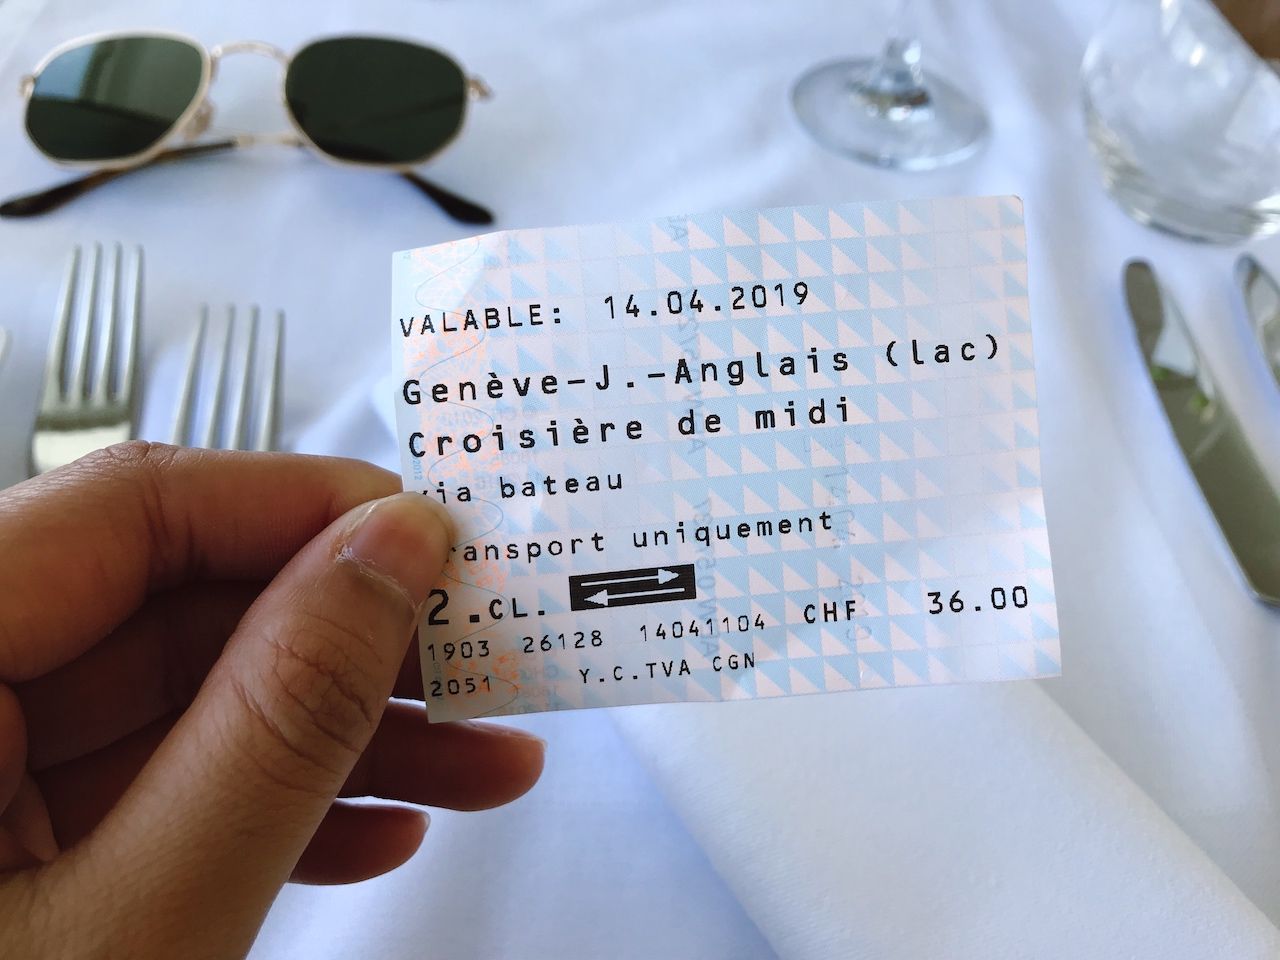 VALABLE: 14.04.2019
Genève-J.-Anglais (lac)
Croisière de midi
via bateau
ransport uniquement
2.CL.
1903 26128 14041104 CHF 36.00
2051 Y.C.TVA CGN